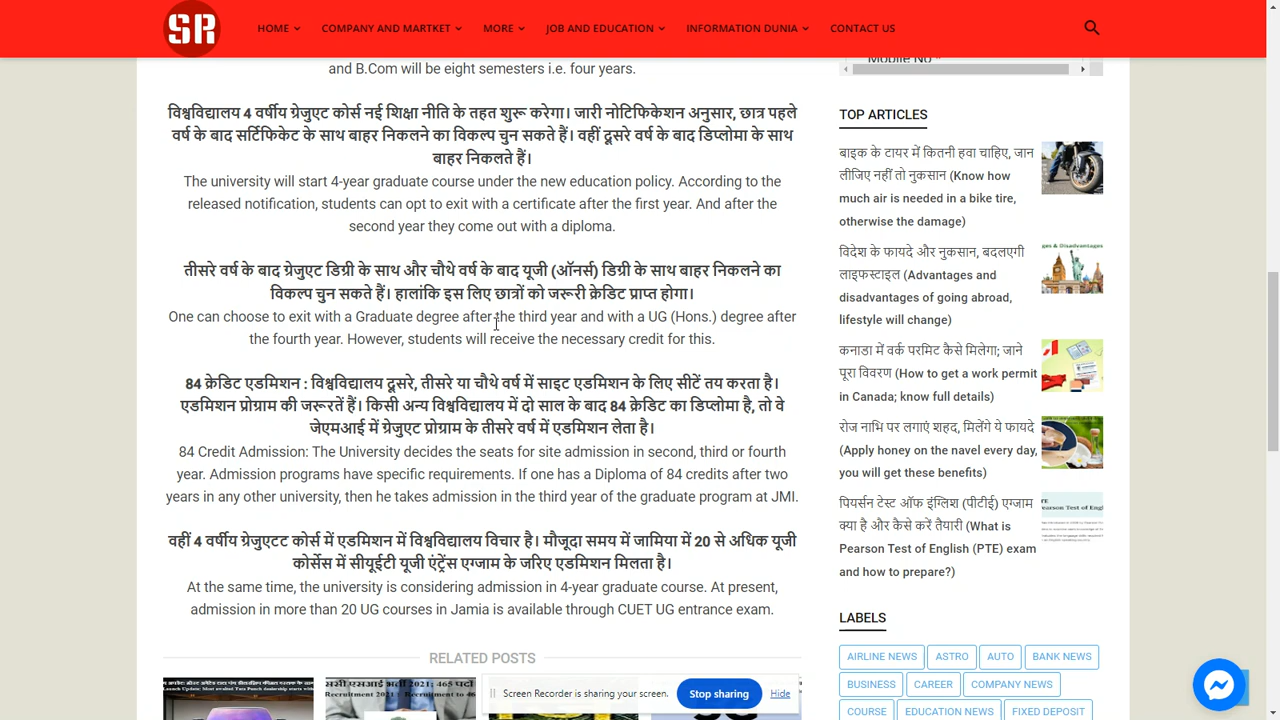 SR
HOME
COMPANY AND MARTKET
MORE
JOB AND EDUCATION
INFORMATION DUNIA
CONTACT US
and B.Com will be eight semesters i.e. four years.
विश्वविद्यालय 4 वर्षीय ग्रेजुएट कोर्स नई शिक्षा नीति के तहत शुरू करेगा। जारी नोटिफिकेशन अनुसार, छात्र पहले
वर्ष के बाद सर्टिफिकेट के साथ बाहर निकलने का विकल्प चुन सकते हैं। वहीं दूसरे वर्ष के बाद डिप्लोमा के साथ
बाहर निकलते हैं।
The university will start 4-year graduate course under the new education policy. According to the
released notification, students can opt to exit with a certificate after the first year. And after the
second year they come out with a diploma.
तीसरे वर्ष के बाद ग्रेजुएट डिग्री के साथ और चौथे वर्ष के बाद यूजी (ऑनर्स) डिग्री के साथ बाहर निकलने का
विकल्प चुन सकते हैं। हालांकि इस लिए छात्रों को जरूरी क्रेडिट प्राप्त होगा।
One can choose to exit with a Graduate degree after the third year and with a UG (Hons.) degree after
the fourth year. However, students will receive the necessary credit for this.
84 क्रेडिट एडमिशन : विश्वविद्यालय दूसरे, तीसरे या चौथे वर्ष में साइट एडमिशन के लिए सीटें तय करता है।
एडमिशन प्रोग्राम की जरूरतें हैं। किसी अन्य विश्वविद्यालय में दो साल के बाद 84 क्रेडिट का डिप्लोमा है, तो वे
जेएमआई में ग्रेजुएट प्रोग्राम के तीसरे वर्ष में एडमिशन लेता है।
84 Credit Admission: The University decides the seats for site admission in second, third or fourth
year. Admission programs have specific requirements. If one has a Diploma of 84 credits after two
years in any other university, then he takes admission in the third year of the graduate program at JMI.
वहीं 4 वर्षीय ग्रेजुएटट कोर्स में एडमिशन का विश्वविद्यालय विचार है। मौजूदा समय में जामिया में 20 से अधिक यूजी
कोर्सेस में सीयूईटी यूजी एंट्रेंस एग्जाम के जरिए एडमिशन मिलता है।
At the same time, the university is considering admission in 4-year graduate course. At present,
admission in more than 20 UG courses in Jamia is available through CUET UG entrance exam.
RELATED POSTS
Recruitment 2021
Screen Recorder is sharing your screen.
Stop sharing
Hide
Mobile No *
TOP ARTICLES
बाइक के टायर में कितनी हवा चाहिए, जान
लीजिए नहीं तो नुकसान (Know how
much air is needed in a bike tire,
otherwise the damage)
विदेश के फायदे और नुकसान, बदलएगी
लाइफस्टाइल (Advantages and
disadvantages of going abroad,
lifestyle will change)
कनाडा में वर्क परमिट कैसे मिलेगा; जाने
पूरा विवरण (How to get a work permit
in Canada; know full details)
रोज नाभि पर लगाएं शहद, मिलेंगे ये फायदे
(Apply honey on the navel every day,
you will get these benefits)
पियर्सन टेस्ट ऑफ इंग्लिश (पीटीई) एग्जाम
क्या है और कैसे करें तैयारी (What is
Pearson Test of English (PTE) exam
and how to prepare?)
LABELS
AIRLINE NEWS
ASTRO
AUTO
BANK NEWS
BUSINESS
CAREER
COMPANY NEWS
COURSE
EDUCATION NEWS
FIXED DEPOSIT